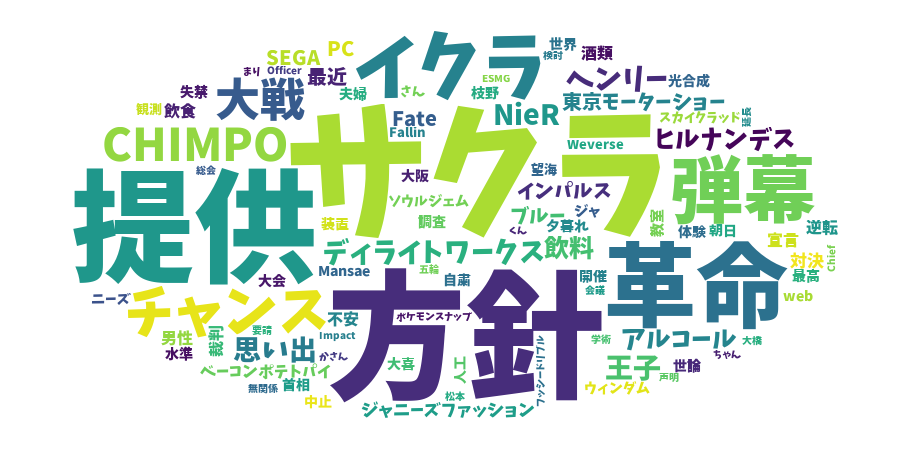 イクラ
世界
検討
酒類
SEGA
PC
まり
Officer
最近
ESMG
ヘンリー
光合成
失禁
大戦
夫婦
さん
枝野
東京モーターショー
観測
飲食
Fate
NieR
スカイクラッド
延長
CHIMPO
サクラ
Fallin
Weverse
ヒルナンデス
総会
大阪
望海
弾幕
提供
ソウルジェム
インパルス
装置
調査
ブルー
ジャ
教室
くん
夕暮れ
体験
朝日
逆転
ディライトワークス
飲料
宣言
Chief
大会
Mansae
五輪
自粛
開催
革命
対決
最高
ニーズ
チャンス
方針
会議
web
ポケモンスナップ
不安
要請
Impact
男性
裁判
思い出
水準
かさん
フッシードリブル
学術
アルコール
大橋
ちゃん
ベーコンポテトパイ
大喜
エソ
王子
世論
声明
無関係
首相
ウィンダム
中止
松本
ジャニーズファッション